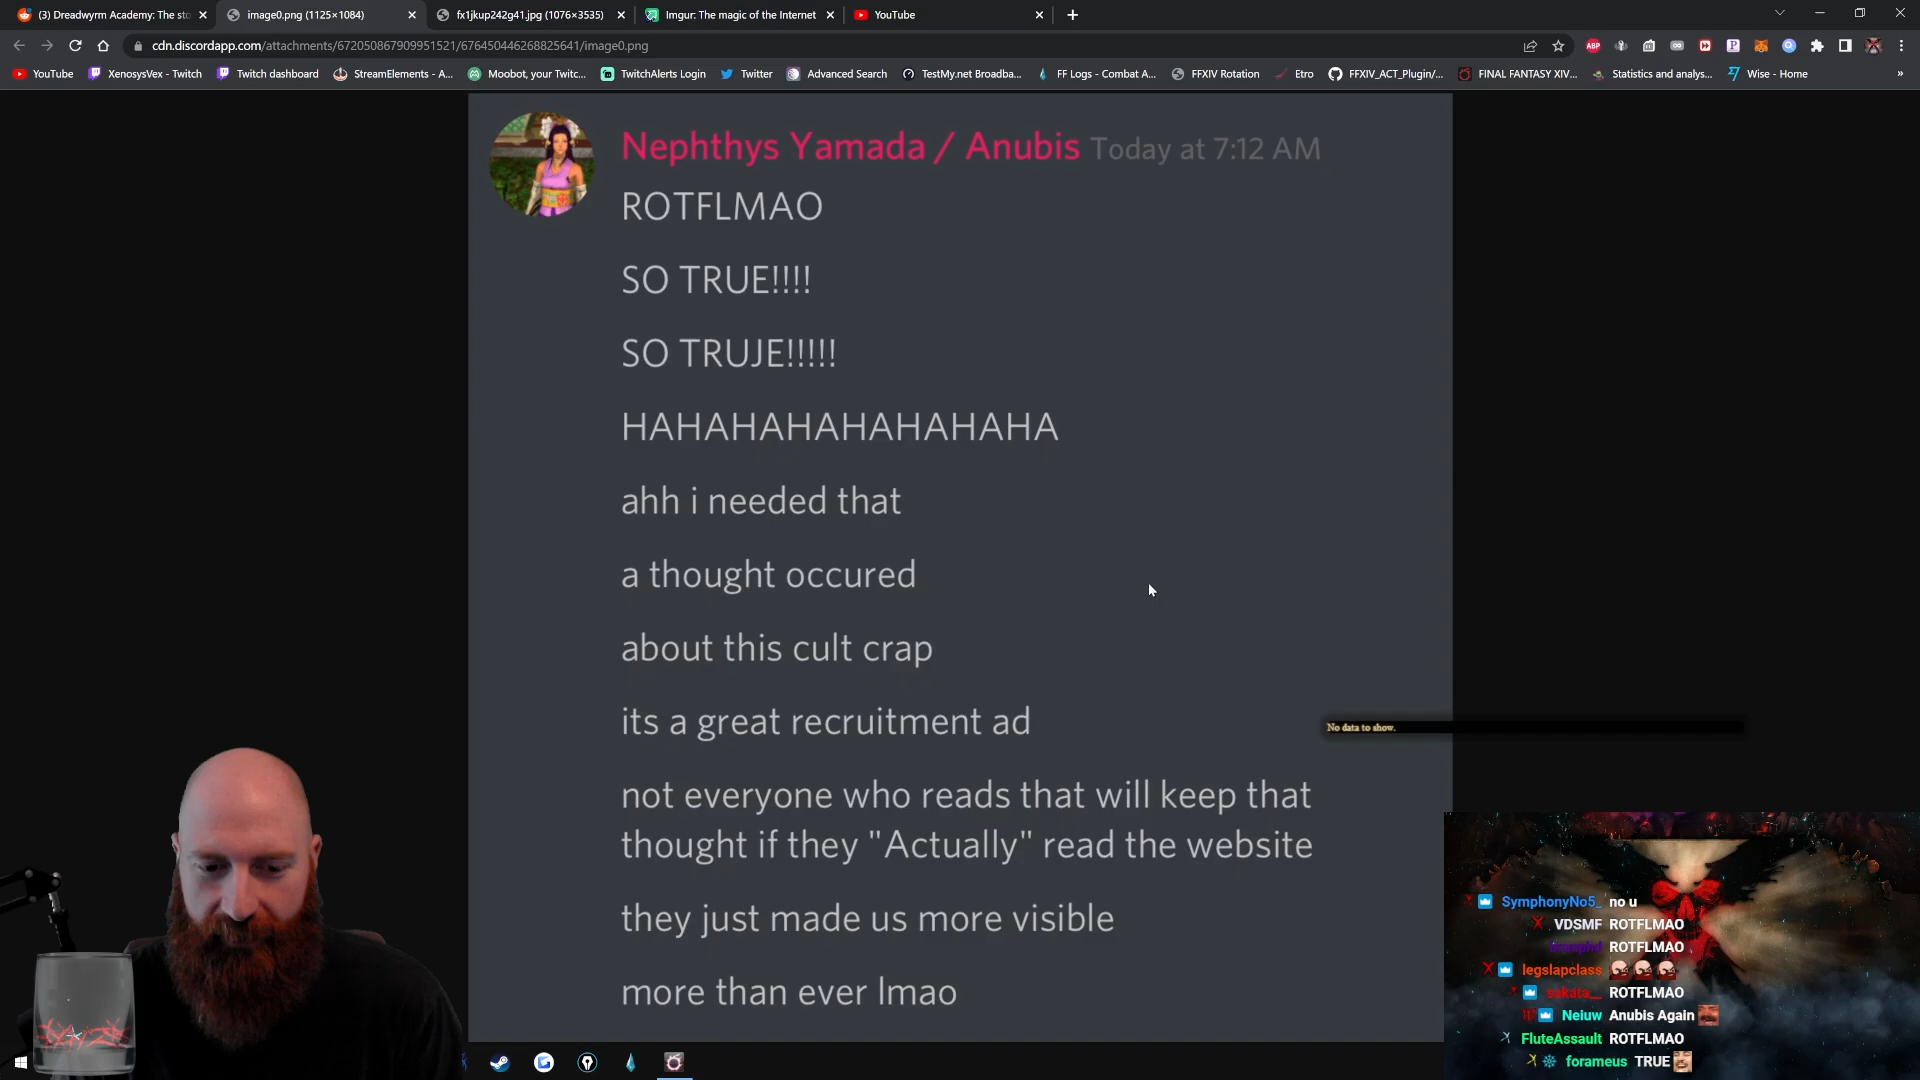 (3) Dreadwyrm Academy: The sto
image0.png (1125×1084)
fx1jkup242g41.jpg (1076×3535)
Imgur: The magic of the Internet
YouTube
cdn.discordapp.com/attachments/672050867909951521/676450446268825641/image0.png
YouTube
XenosysVex - Twitch
Twitch dashboard
StreamElements - A...
Moobot, your Twitc...
TwitchAlerts Login
Twitter
Advanced Search
TestMy.net Broadba...
FF Logs - Combat A...
FFXIV Rotation
Etro
FFXIV_ACT_Plugin/...
FINAL FANTASY XIV...
Statistics and analys...
Wise - Home
Nephthys Yamada / Anubis Today at 7:12 AM
ROTFLMAO
SO TRUE!!!!
SO TRUJE!!!!!
HAHAHAHAHAHAHAHA
ahh i needed that
a thought occured
about this cult crap
its a great recruitment ad
not everyone who reads that will keep that
thought if they "Actually" read the website
they just made us more visible
more than ever lmao
No data to show.
SymphonyNo5_ no u
VDSMF ROTFLMAO
ROTFLMAO
legslapclass
sakata__ ROTFLMAO
Neiuw Anubis Again
FluteAssault ROTFLMAO
forameus TRUE